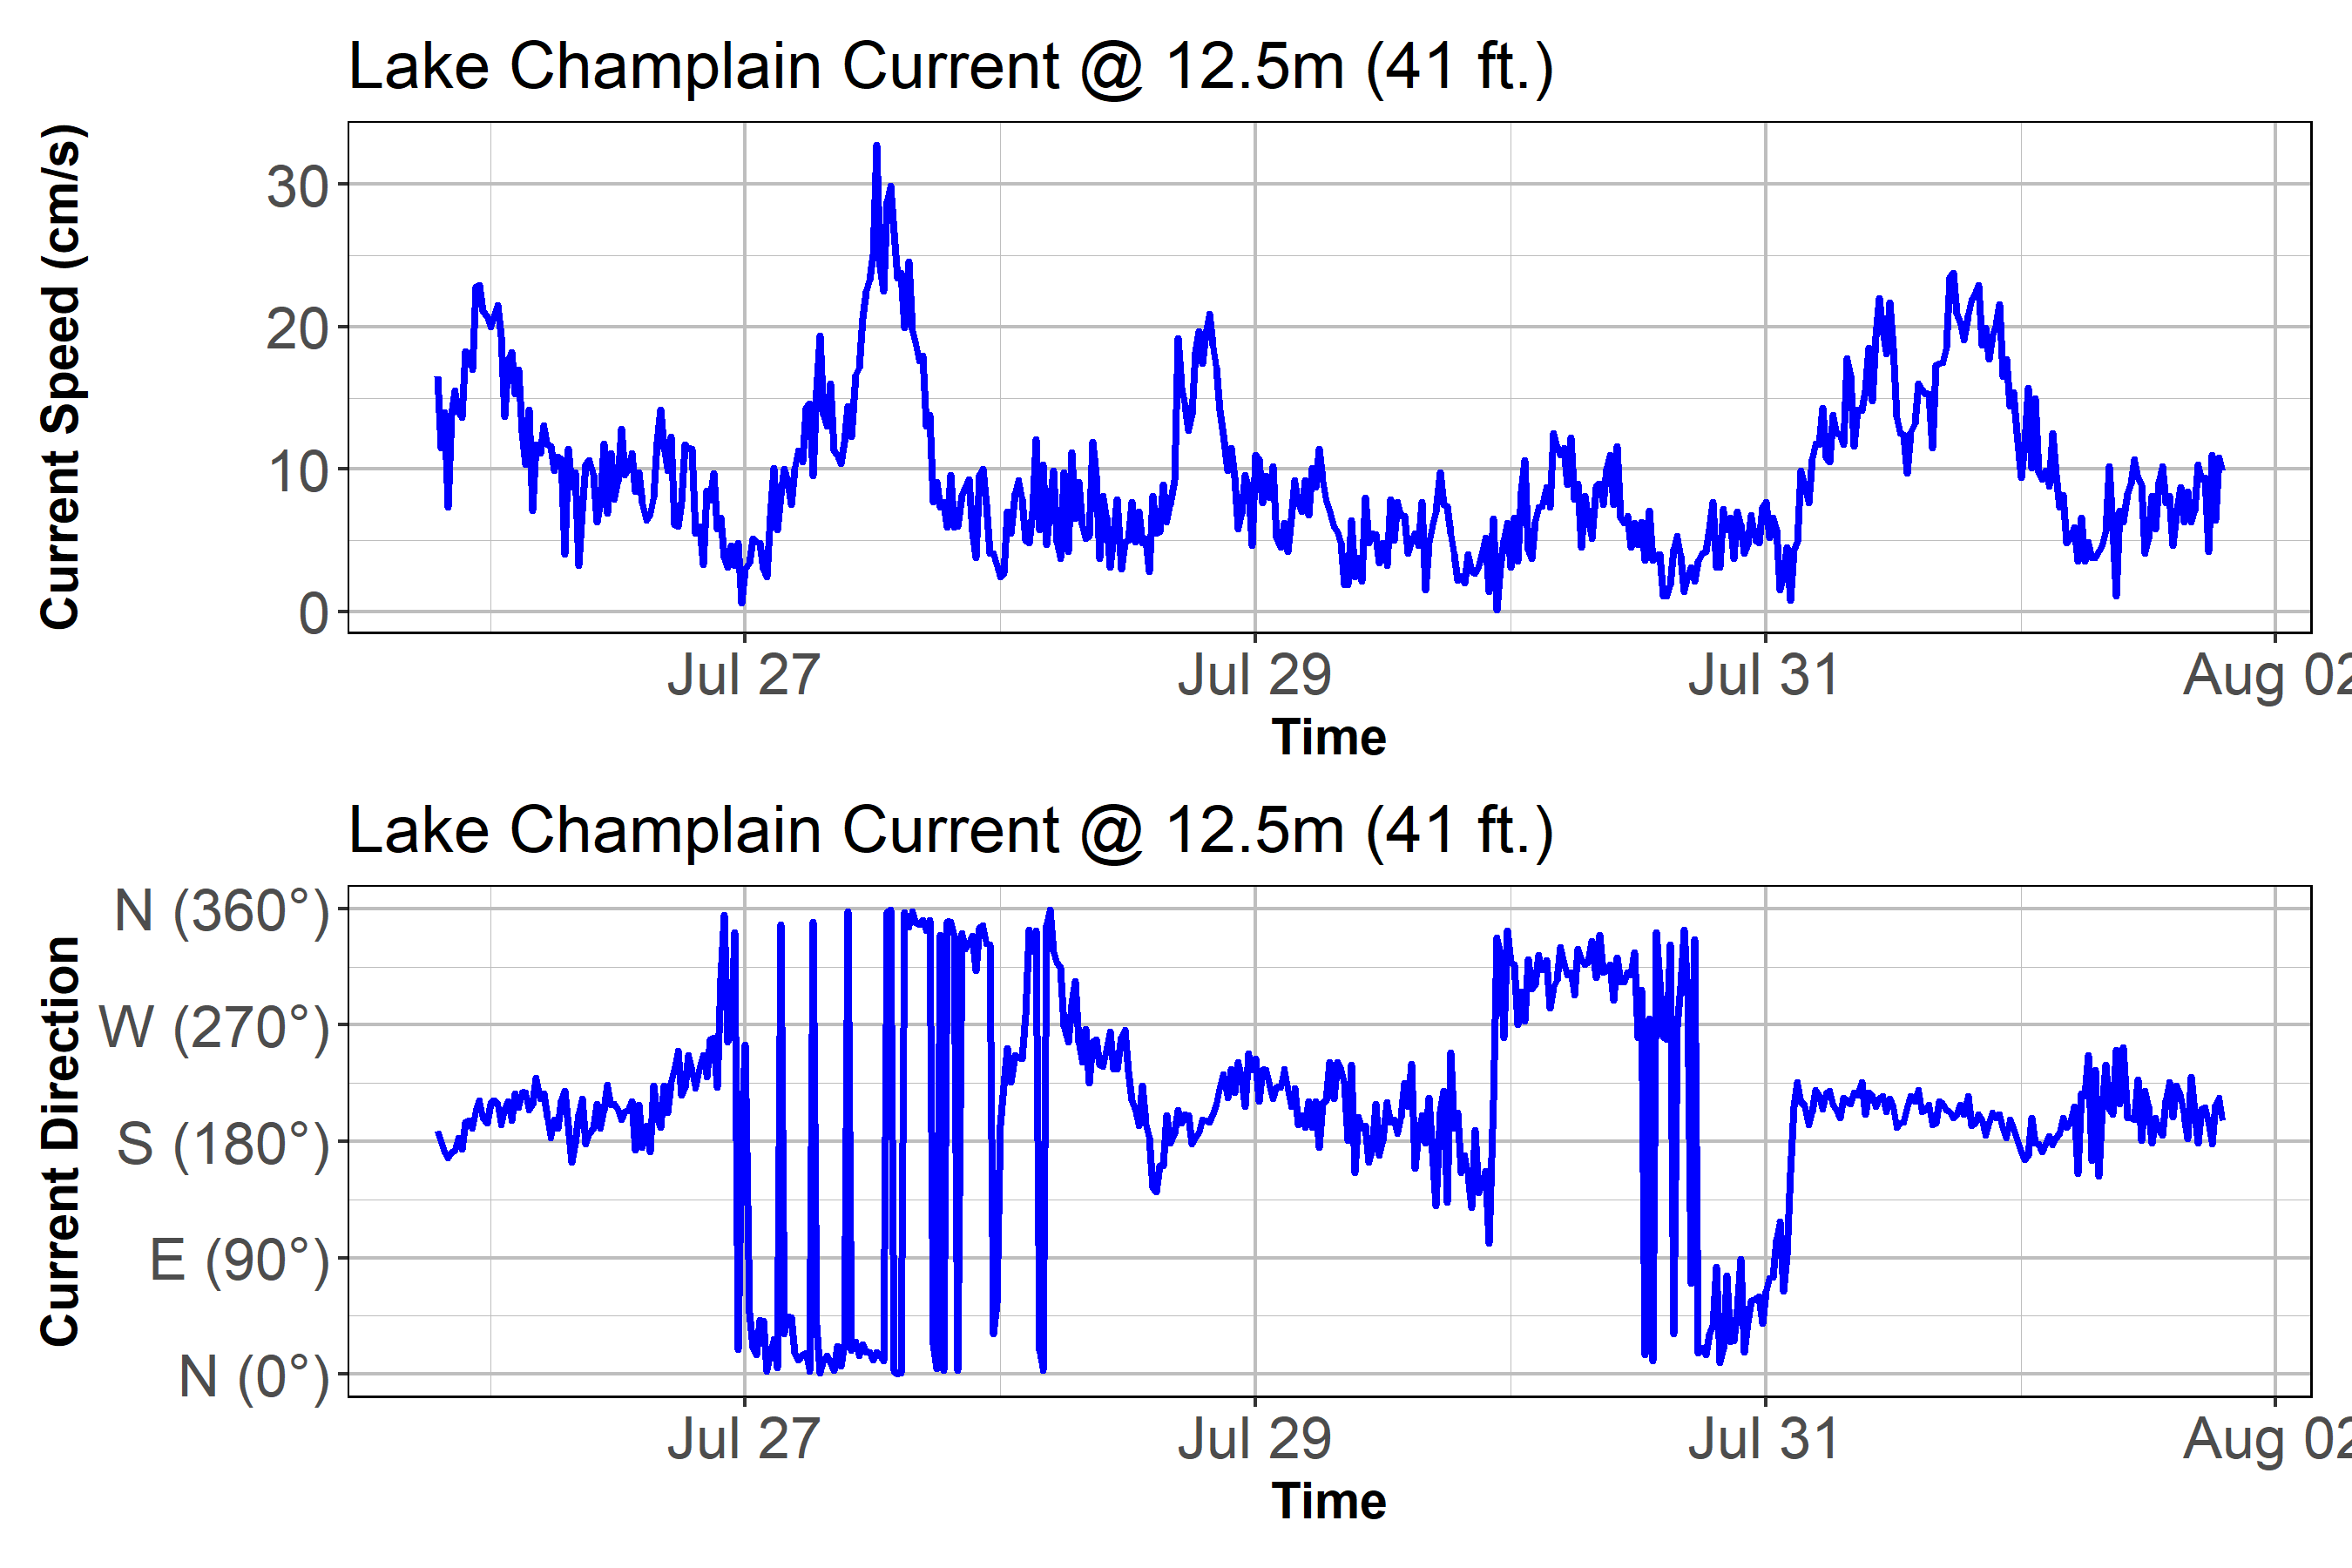 Lake Champlain Current @ 12.5m (41 ft.)
Current Speed (cm/s)
30
20
10
0
Jul 27 Jul 29 Jul 31 Aug 02
Time
Lake Champlain Current @ 12.5m (41 ft.)
Current Direction
N (360°)
W (270°)
S (180°)
E (90°)
N (0°)
Jul 27 Jul 29 Jul 31 Aug 02
Time